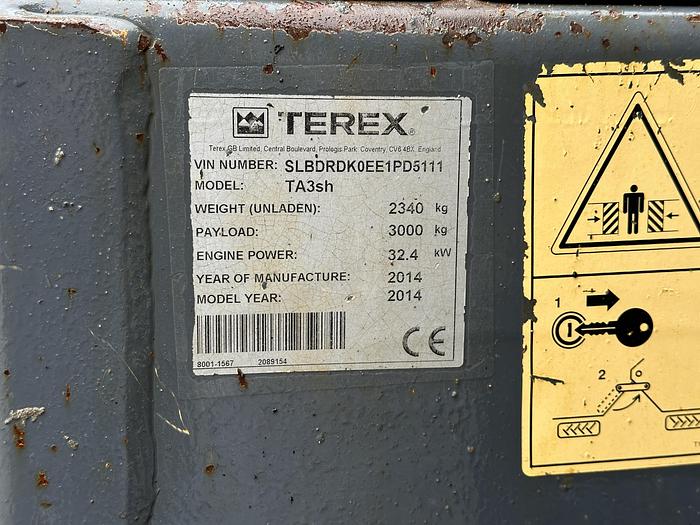 TEREX®
Terex GB Limited, Central Boulevard, Prologis Park, Coventry, CV6 4BX, England
VIN NUMBER: SLBDRDK0EE1PD5111
MODEL: TA3sh
WEIGHT (UNLADEN): 2340 kg
PAYLOAD: 3000 kg
ENGINE POWER: 32.4 kW
YEAR OF MANUFACTURE: 2014
MODEL YEAR: 2014
8001-1567 2089154
CE
1
2